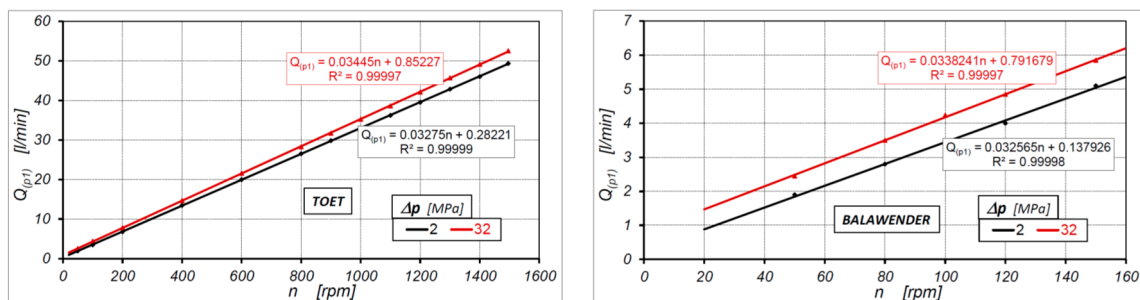 60
50
40
30
20
10
0
Q(p1) [l/min]
Q(p1) = 0.03445n + 0.85227
R² = 0.99997
Q(p1) = 0.03275n + 0.28221
R² = 0.99999
TOET
Δp [MPa]
2 32
0 200 400 600 800 1000 1200 1400 1600
n [rpm]
7
6
5
4
3
2
1
0
Q(p1) [l/min]
Q(p1) = 0.0338241n + 0.791679
R² = 0.99997
Q(p1) = 0.032565n + 0.137926
R² = 0.99998
BALAWENDER
Δp [MPa]
2 32
0 20 40 60 80 100 120 140 160
n [rpm]